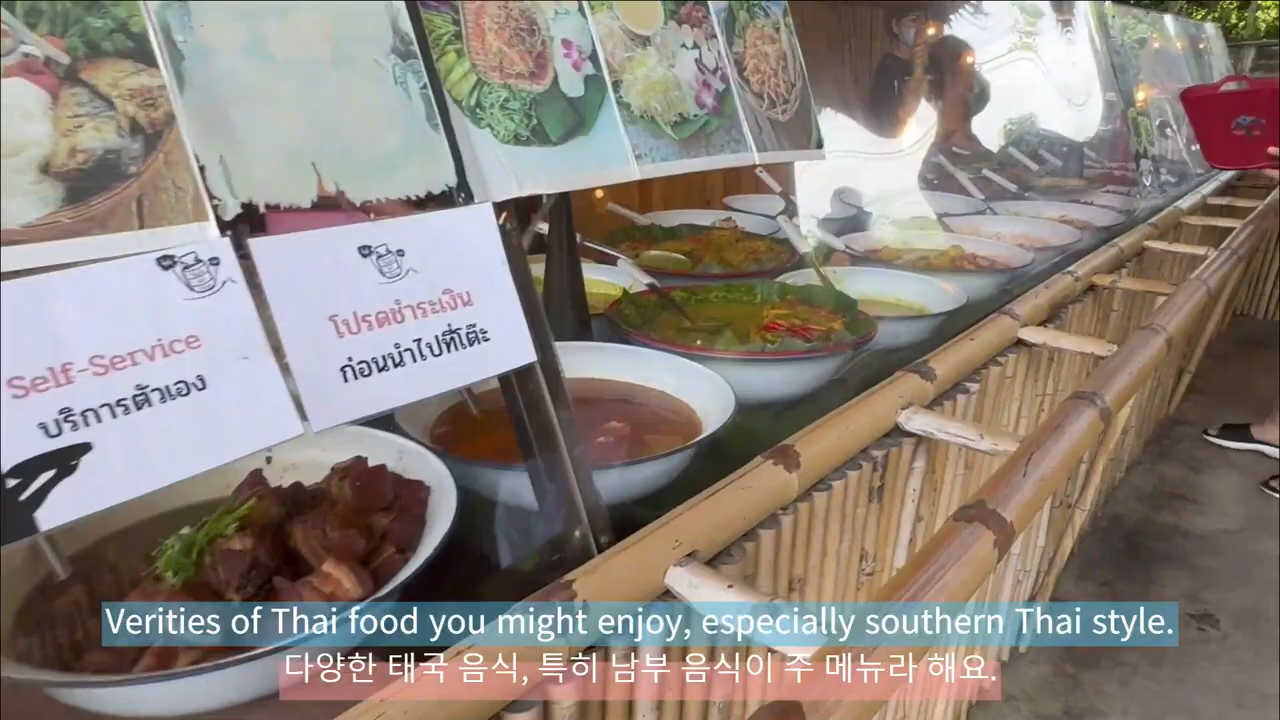 Self-Service
บริการตัวเอง
โปรดชำระเงิน
ก่อนนำไปที่โต๊ะ
Verities of Thai food you might enjoy, especially southern Thai style.
다양한 태국 음식, 특히 남부 음식이 주 메뉴라 해요.